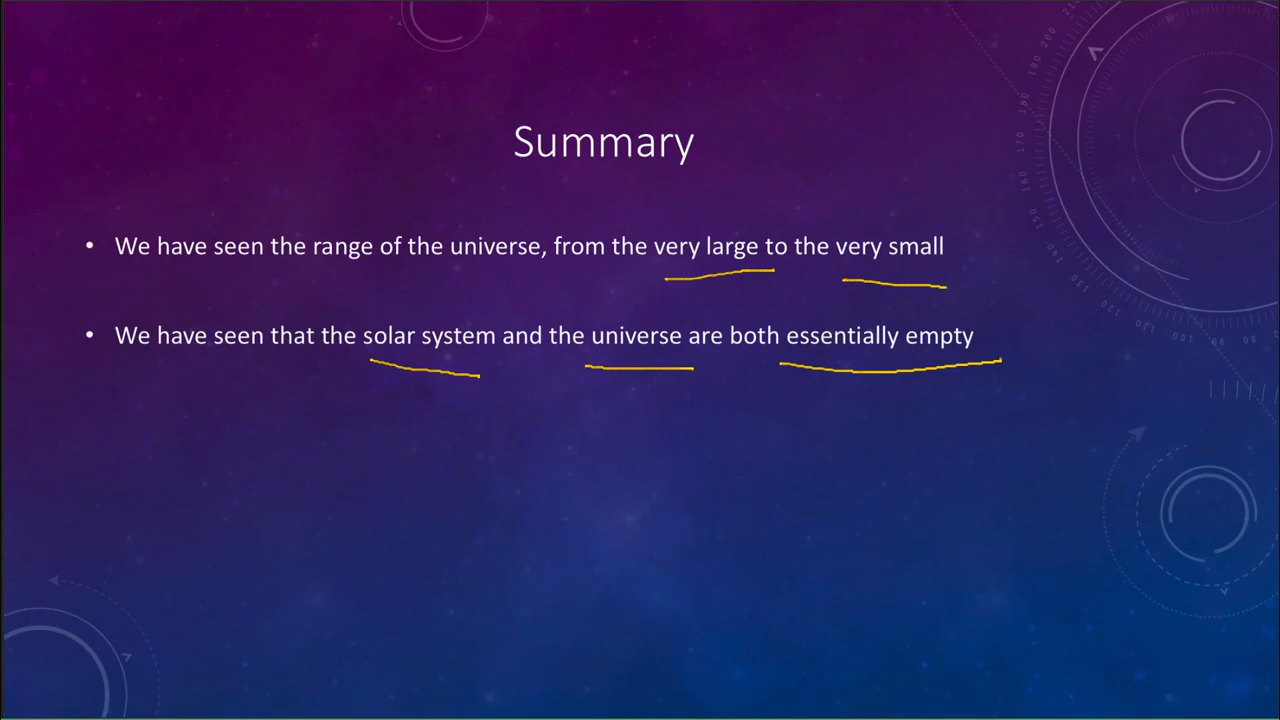 Summary
• We have seen the range of the universe, from the very large to the very small
• We have seen that the solar system and the universe are both essentially empty